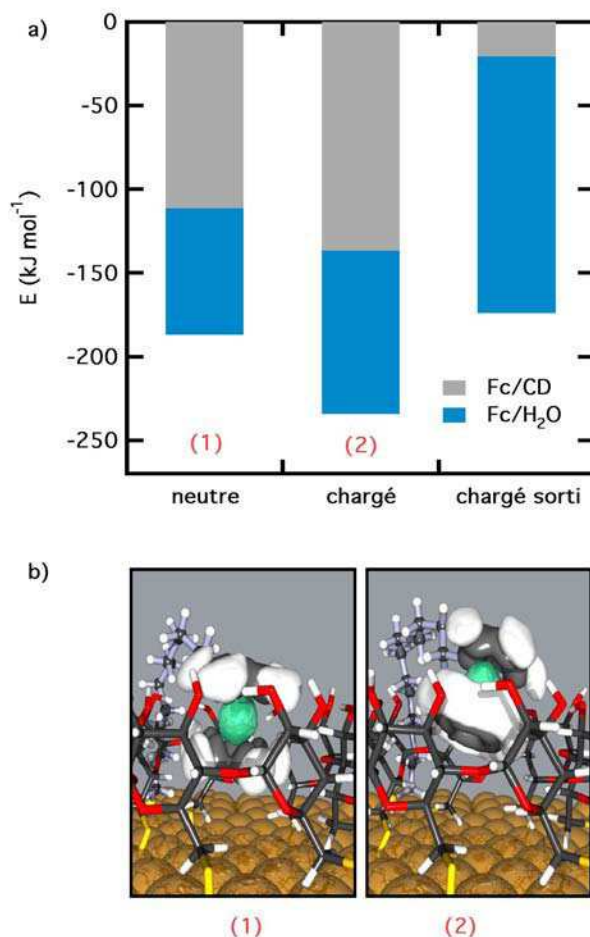 a)
0
-50
-100
-150
-200
-250
E (kJ mol⁻¹)
Fc/CD
Fc/H₂O
(1)
(2)
neutre
chargé
chargé sorti
b)
(1)
(2)